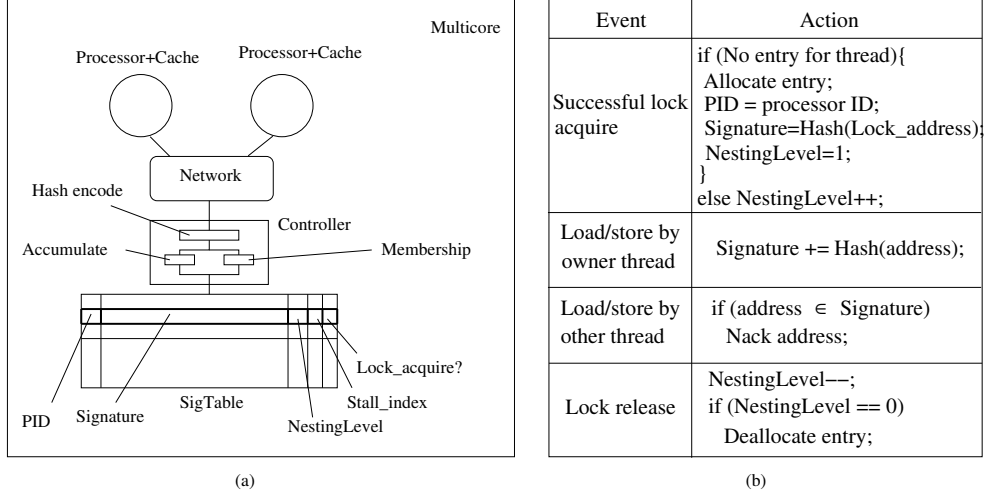 Multicore
Processor+Cache
Processor+Cache
Network
Hash encode
Controller
Accumulate
Membership
Lock_acquire?
Stall_index
SigTable
NestingLevel
Signature
PID
(a)
Event
Action
Successful lock
acquire
if (No entry for thread){
Allocate entry;
PID = processor ID;
Signature=Hash(Lock_address);
NestingLevel=1;
}
else NestingLevel++;
Load/store by
owner thread
Signature += Hash(address);
Load/store by
other thread
if (address ∈ Signature)
Nack address;
Lock release
NestingLevel−−;
if (NestingLevel == 0)
Deallocate entry;
(b)